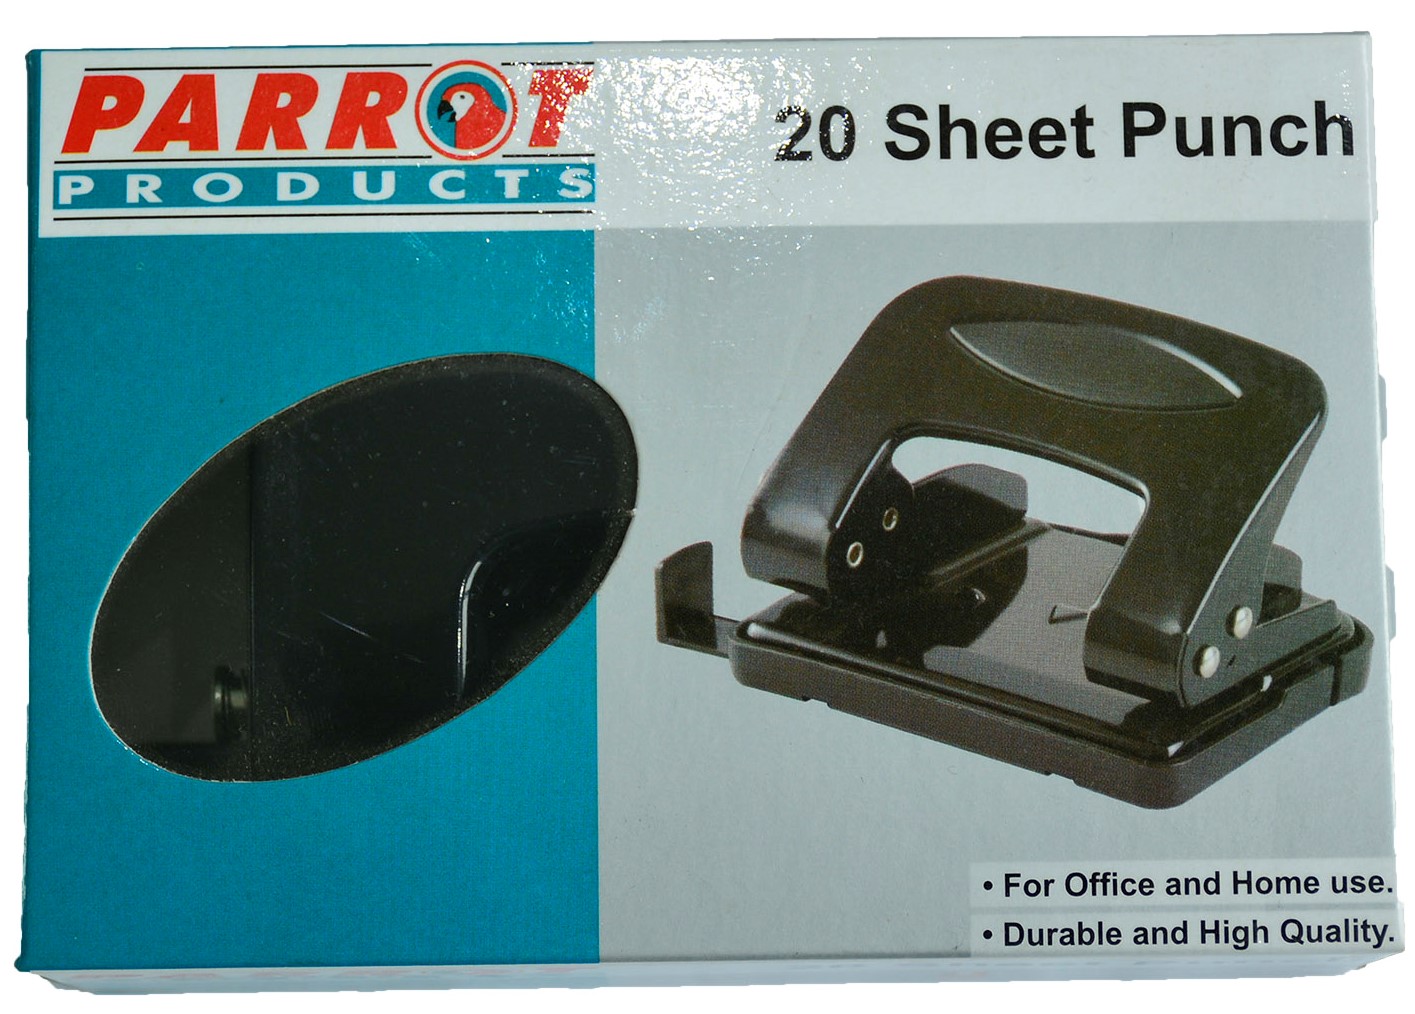 PARROT
PRODUCTS
20 Sheet Punch
• For Office and Home use.
• Durable and High Quality.